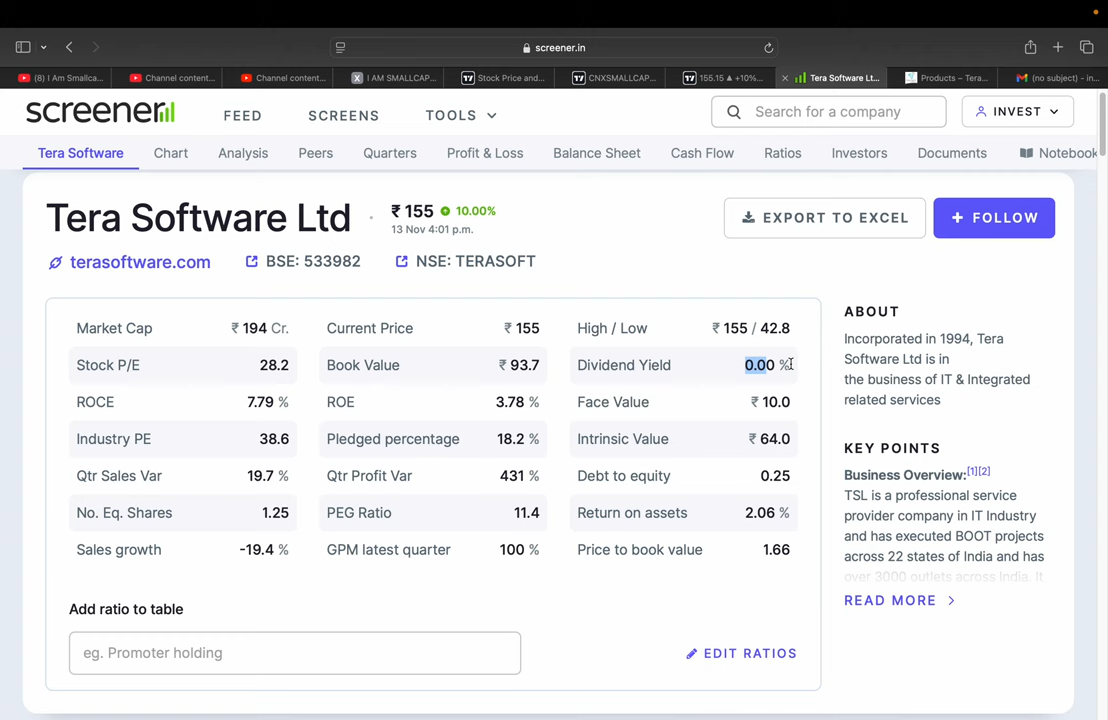 screener.in
(8) I Am Smallca...
Channel content...
Channel content...
I AM SMALLCAP...
Stock Price and...
CNXSMALLCAP...
155.15 ▲ +10%...
Tera Software Lt...
Products – Tera...
(no subject) - in...
screener
FEED
SCREENS
TOOLS
Search for a company
INVEST
Tera Software
Chart
Analysis
Peers
Quarters
Profit & Loss
Balance Sheet
Cash Flow
Ratios
Investors
Documents
Notebook
Tera Software Ltd
₹ 155 10.00%
13 Nov 4:01 p.m.
EXPORT TO EXCEL
+ FOLLOW
terasoftware.com
BSE: 533982
NSE: TERASOFT
Market Cap ₹ 194 Cr.
Current Price ₹ 155
High / Low ₹ 155 / 42.8
Stock P/E 28.2
Book Value ₹ 93.7
Dividend Yield 0.00 %
ROCE 7.79 %
ROE 3.78 %
Face Value ₹ 10.0
Industry PE 38.6
Pledged percentage 18.2 %
Intrinsic Value ₹ 64.0
Qtr Sales Var 19.7 %
Qtr Profit Var 431 %
Debt to equity 0.25
No. Eq. Shares 1.25
PEG Ratio 11.4
Return on assets 2.06 %
Sales growth -19.4 %
GPM latest quarter 100 %
Price to book value 1.66
Add ratio to table
eg. Promoter holding
EDIT RATIOS
ABOUT
Incorporated in 1994, Tera
Software Ltd is in
the business of IT & Integrated
related services
KEY POINTS
Business Overview:[1][2]
TSL is a professional service
provider company in IT Industry
and has executed BOOT projects
across 22 states of India and has
over 3000 outlets across India. It
READ MORE